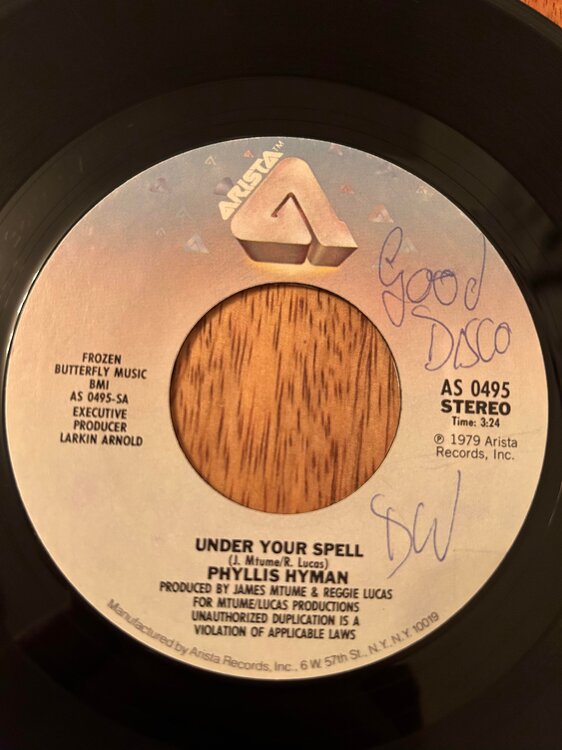 ARISTA™
Good
Disco
FROZEN
BUTTERFLY MUSIC
BMI
AS 0495-SA
EXECUTIVE
PRODUCER
LARKIN ARNOLD
AS 0495
STEREO
Time: 3:24
℗ 1979 Arista
Records, Inc.
DW
UNDER YOUR SPELL
(J. Mtume/R. Lucas)
PHYLLIS HYMAN
PRODUCED BY JAMES MTUME & REGGIE LUCAS
FOR MTUME/LUCAS PRODUCTIONS
UNAUTHORIZED DUPLICATION IS A
VIOLATION OF APPLICABLE LAWS
Manufactured by Arista Records, Inc., 6 W. 57th St., N.Y., N.Y. 10019